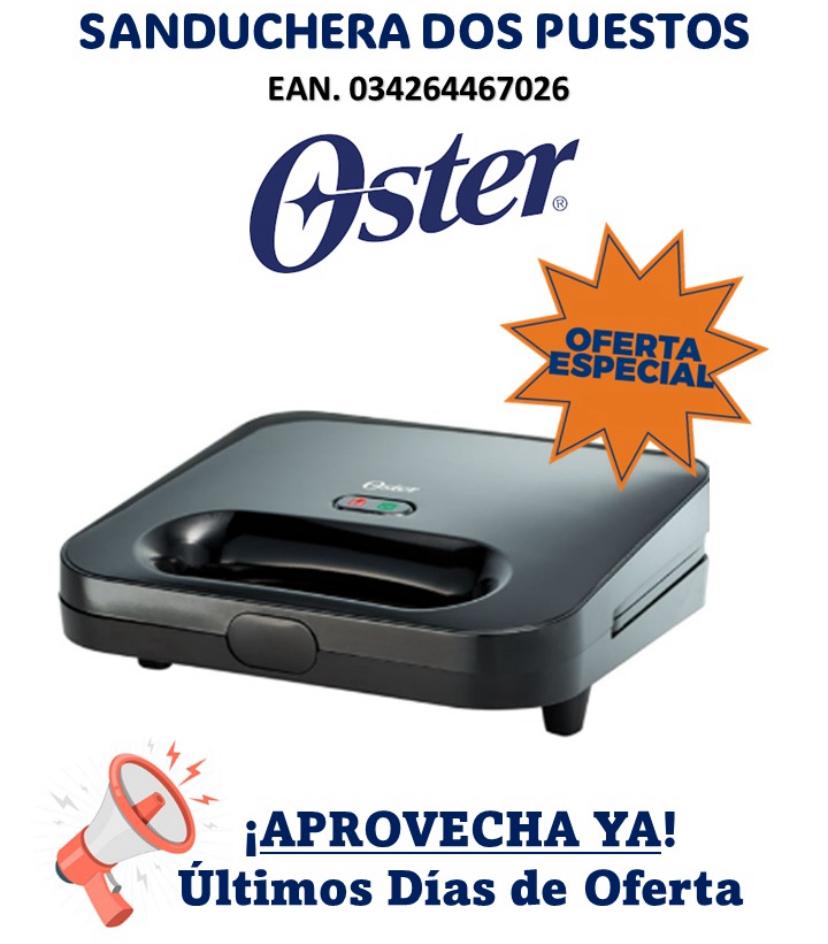 SANDUCHERA DOS PUESTOS
EAN. 034264467026
Oster®
OFERTA
ESPECIAL
Oster
¡APROVECHA YA!
Últimos Días de Oferta